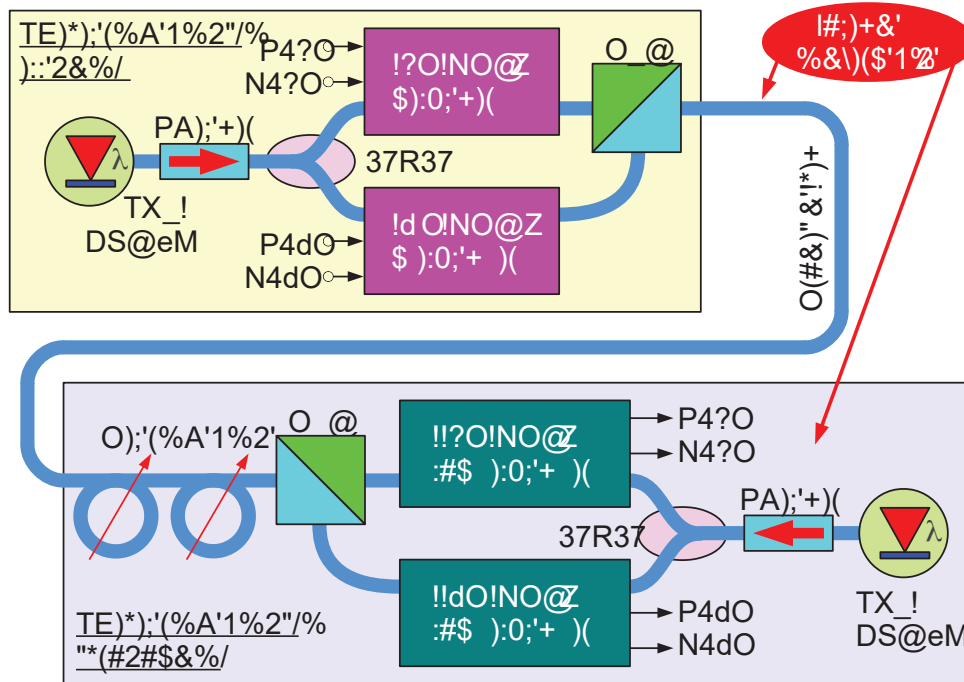 TE)*);'(%A'1%2"/%
)::'2&%/
P4?O
N4?O
!?O!NO@Z
$):0;'+)(
O_@
I#;)+&'
%&\)($'1%2'
PA);'+)(
λ
37R37
TX_!
DS@eM
P4dO
N4dO
!d O!NO@Z
$ ):0;'+ )(
O(#&)" &'!*(+
O);'(%A'1%2'
O_@
!!?O!NO@Z
:#$ ):0;'+ )(
P4?O
N4?O
PA);'+)(
λ
37R37
!!dO!NO@Z
:#$ ):0;'+ )(
P4dO
N4dO
TX_!
DS@eM
TE)*);'(%A'1%2"/%
"*(#2#$&%/